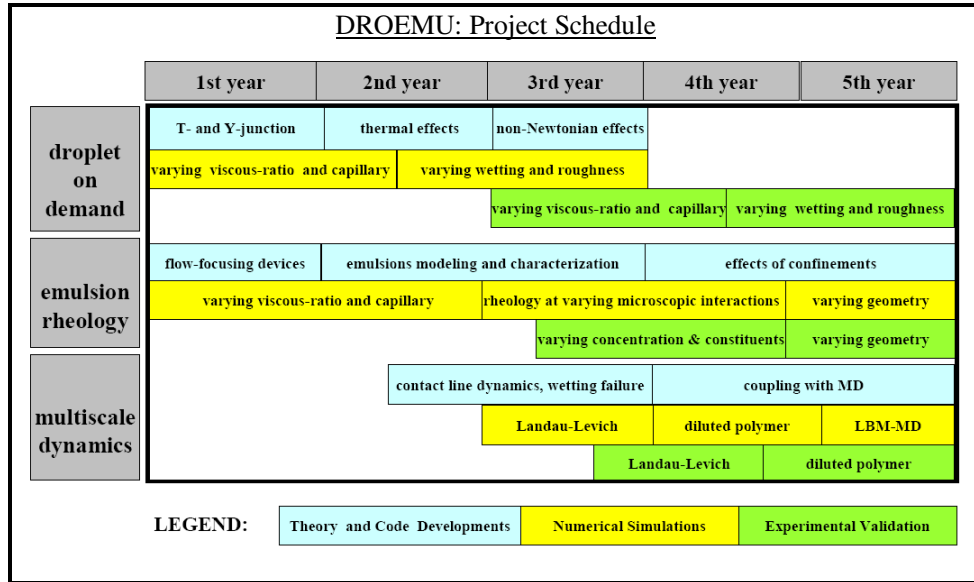 DROEMU: Project Schedule
1st year 2nd year 3rd year 4th year 5th year
droplet
on
demand
T- and Y-junction thermal effects non-Newtonian effects
varying viscous-ratio and capillary varying wetting and roughness
varying viscous-ratio and capillary varying wetting and roughness
emulsion
rheology
flow-focusing devices emulsions modeling and characterization effects of confinements
varying viscous-ratio and capillary rheology at varying microscopic interactions varying geometry
varying concentration & constituents varying geometry
multiscale
dynamics
contact line dynamics, wetting failure coupling with MD
Landau-Levich diluted polymer LBM-MD
Landau-Levich diluted polymer
LEGEND: Theory and Code Developments Numerical Simulations Experimental Validation